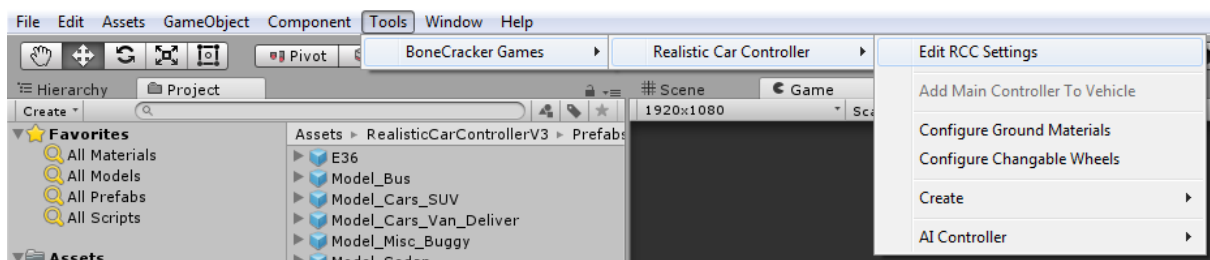 File Edit Assets GameObject Component Tools Window Help
Pivot
BoneCracker Games
Realistic Car Controller
Edit RCC Settings
Add Main Controller To Vehicle
Configure Ground Materials
Configure Changable Wheels
Create
AI Controller
Hierarchy Project
Create
Favorites
All Materials
All Models
All Prefabs
All Scripts
Assets
Assets RealisticCarControllerV3 Prefabs
E36
Model_Bus
Model_Cars_SUV
Model_Cars_Van_Deliver
Model_Misc_Buggy
Model_Sedan
Scene Game
1920x1080 Sca